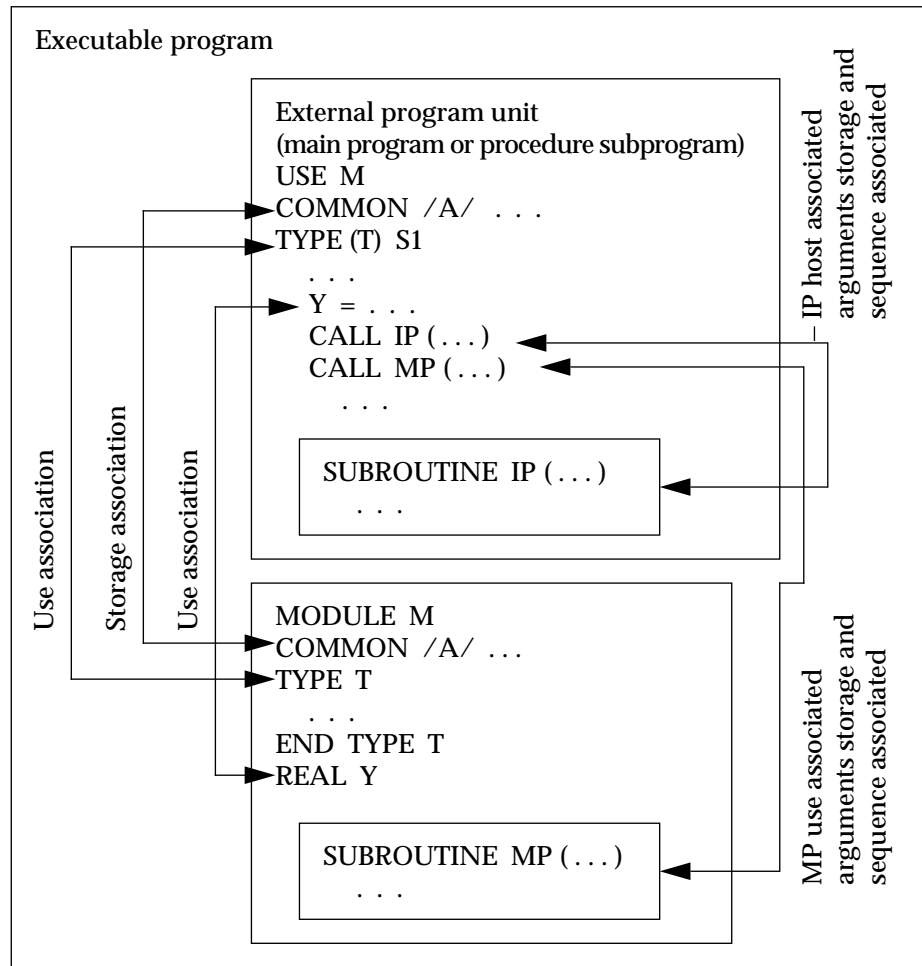 Executable program
External program unit
(main program or procedure subprogram)
USE M
COMMON /A/ . . .
TYPE (T) S1
. . .
Y = . . .
CALL IP ( . . . )
CALL MP ( . . . )
. . .
SUBROUTINE IP ( . . . )
. . .
MODULE M
COMMON /A/ ...
TYPE T
. . .
END TYPE T
REAL Y
SUBROUTINE MP ( . . . )
. . .
Use association
Storage association
Use association
IP host associated
arguments storage and
sequence associated
MP use associated
arguments storage and
sequence associated